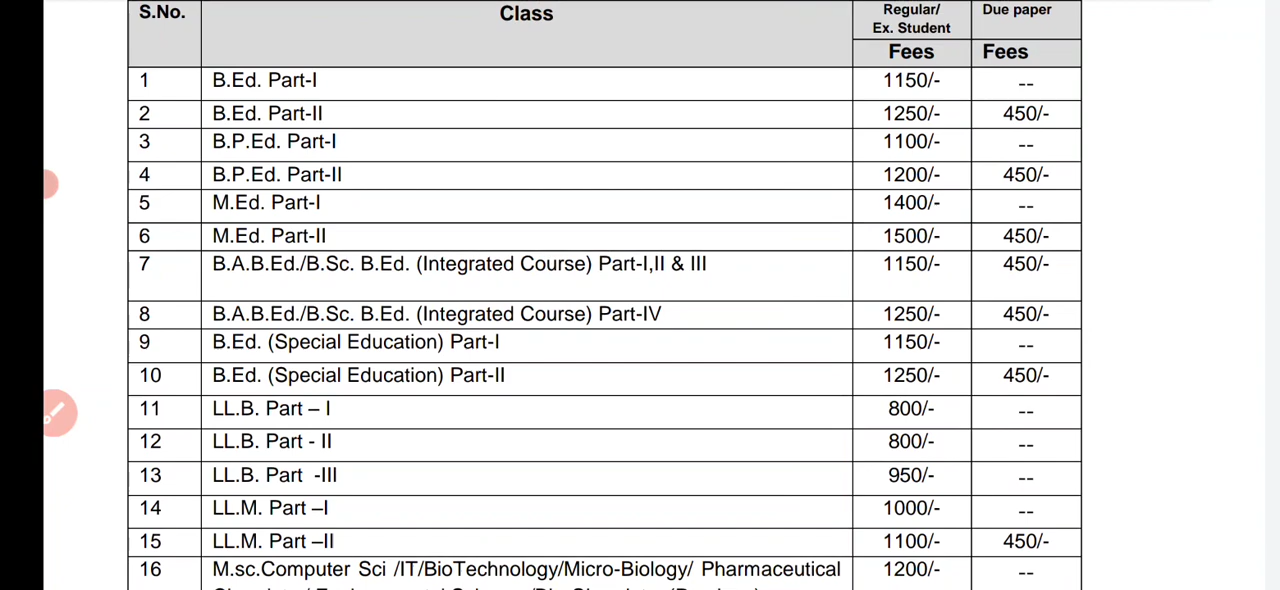 S.No. Class Regular/ Due paper
Ex. Student
Fees Fees
1 B.Ed. Part-I 1150/- --
2 B.Ed. Part-II 1250/- 450/-
3 B.P.Ed. Part-I 1100/- --
4 B.P.Ed. Part-II 1200/- 450/-
5 M.Ed. Part-I 1400/- --
6 M.Ed. Part-II 1500/- 450/-
7 B.A.B.Ed./B.Sc. B.Ed. (Integrated Course) Part-I,II & III 1150/- 450/-
8 B.A.B.Ed./B.Sc. B.Ed. (Integrated Course) Part-IV 1250/- 450/-
9 B.Ed. (Special Education) Part-I 1150/- --
10 B.Ed. (Special Education) Part-II 1250/- 450/-
11 LL.B. Part – I 800/- --
12 LL.B. Part - II 800/- --
13 LL.B. Part -III 950/- --
14 LL.M. Part –I 1000/- --
15 LL.M. Part –II 1100/- 450/-
16 M.sc.Computer Sci /IT/BioTechnology/Micro-Biology/ Pharmaceutical 1200/- --